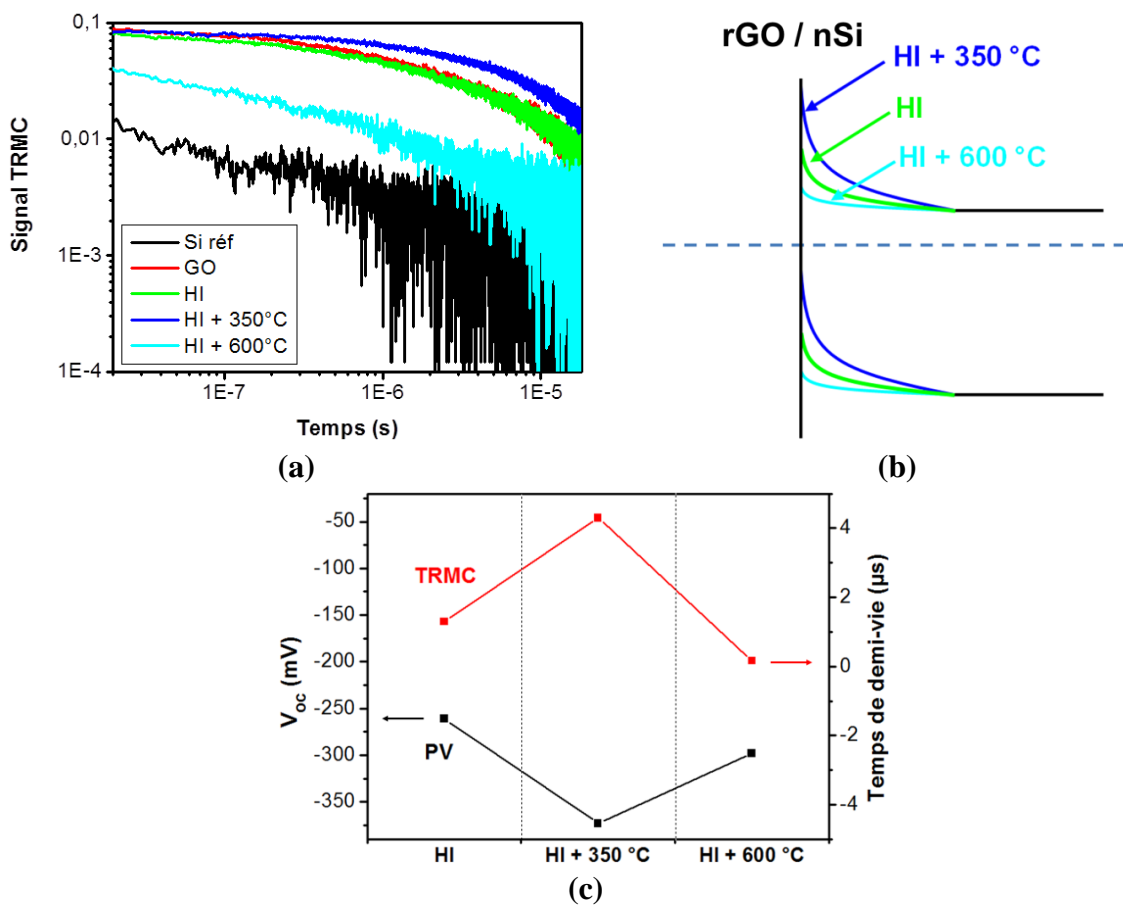 0,1
0,01
1E-3
1E-4
Signal TRMC
Si réf
GO
HI
HI + 350°C
HI + 600°C
1E-7
1E-6
1E-5
Temps (s)
(a)
rGO / nSi
HI + 350 °C
HI
HI + 600 °C
(b)
-50
-100
-150
-200
-250
-300
-350
Voc (mV)
TRMC
PV
4
2
0
-2
-4
Temps de demi-vie (µs)
HI
HI + 350 °C
HI + 600 °C
(c)